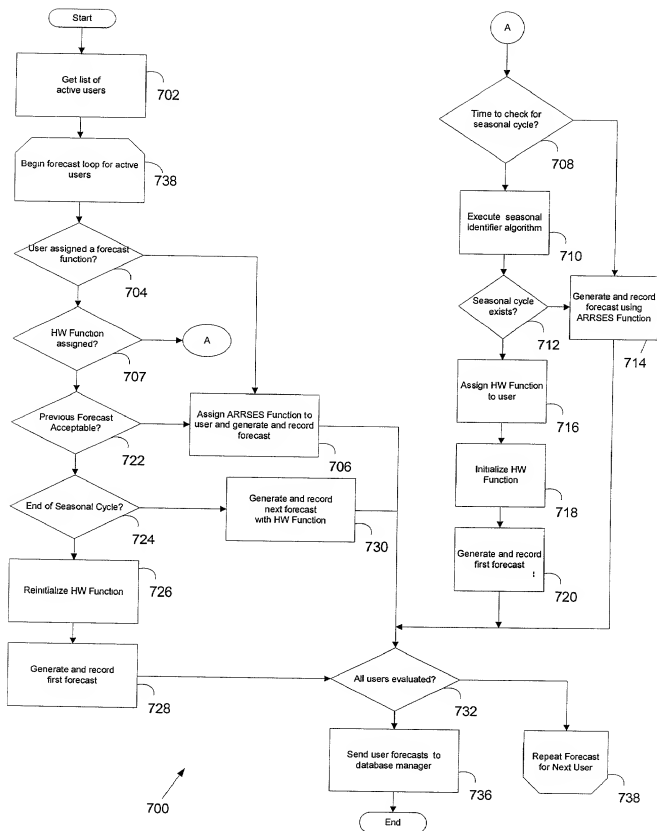 Start
Get list of
active users
702
Begin forecast loop for active
users
738
User assigned a forecast
function?
704
HW Function
assigned?
707
A
Previous Forecast
Acceptable?
722
Assign ARRSES Function to
user and generate and record
forecast
706
End of Seasonal Cycle?
724
Generate and record
next forecast
with HW Function
730
Reinitialize HW Function
726
Generate and record
first forecast
728
A
Time to check for
seasonal cycle?
708
Execute seasonal
identifier algorithm
710
Seasonal cycle
exists?
712
Generate and record
forecast using
ARRSES Function
714
Assign HW Function
to user
716
Initialize HW
Function
718
Generate and record
first forecast
720
All users evaluated?
732
Send user forecasts to
database manager
736
Repeat Forecast
for Next User
738
End
700